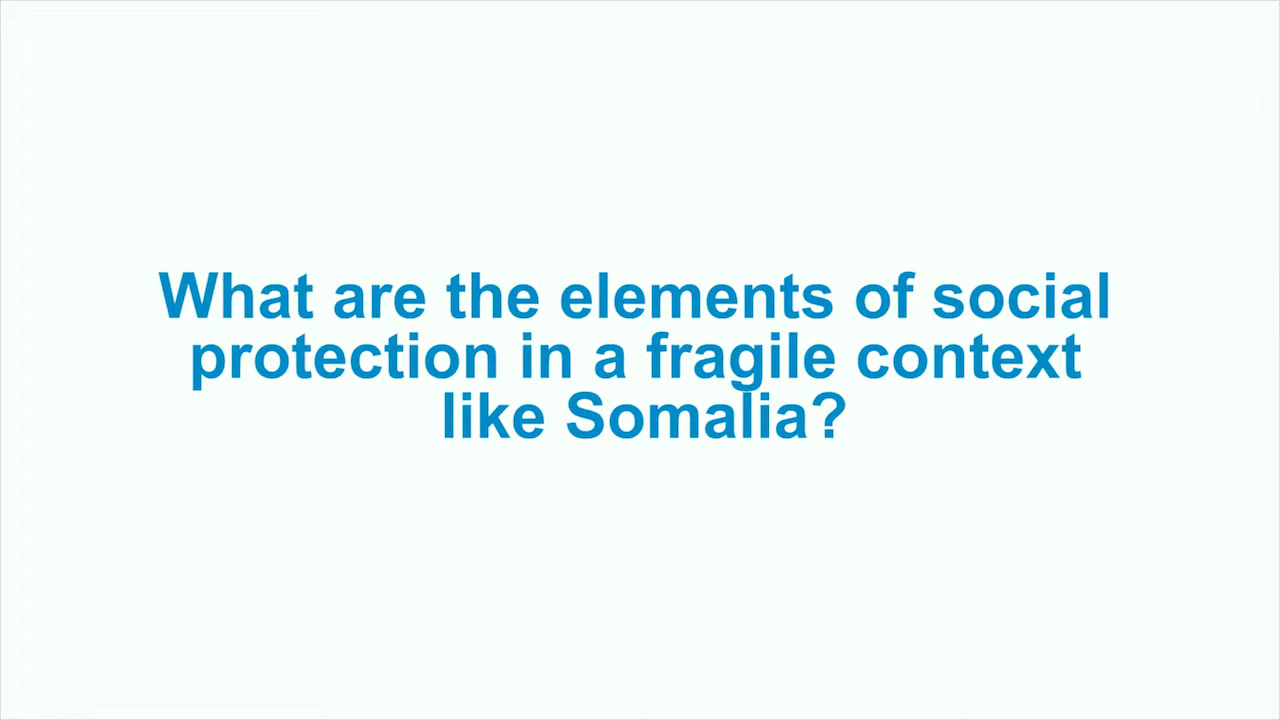 What are the elements of social
protection in a fragile context
like Somalia?